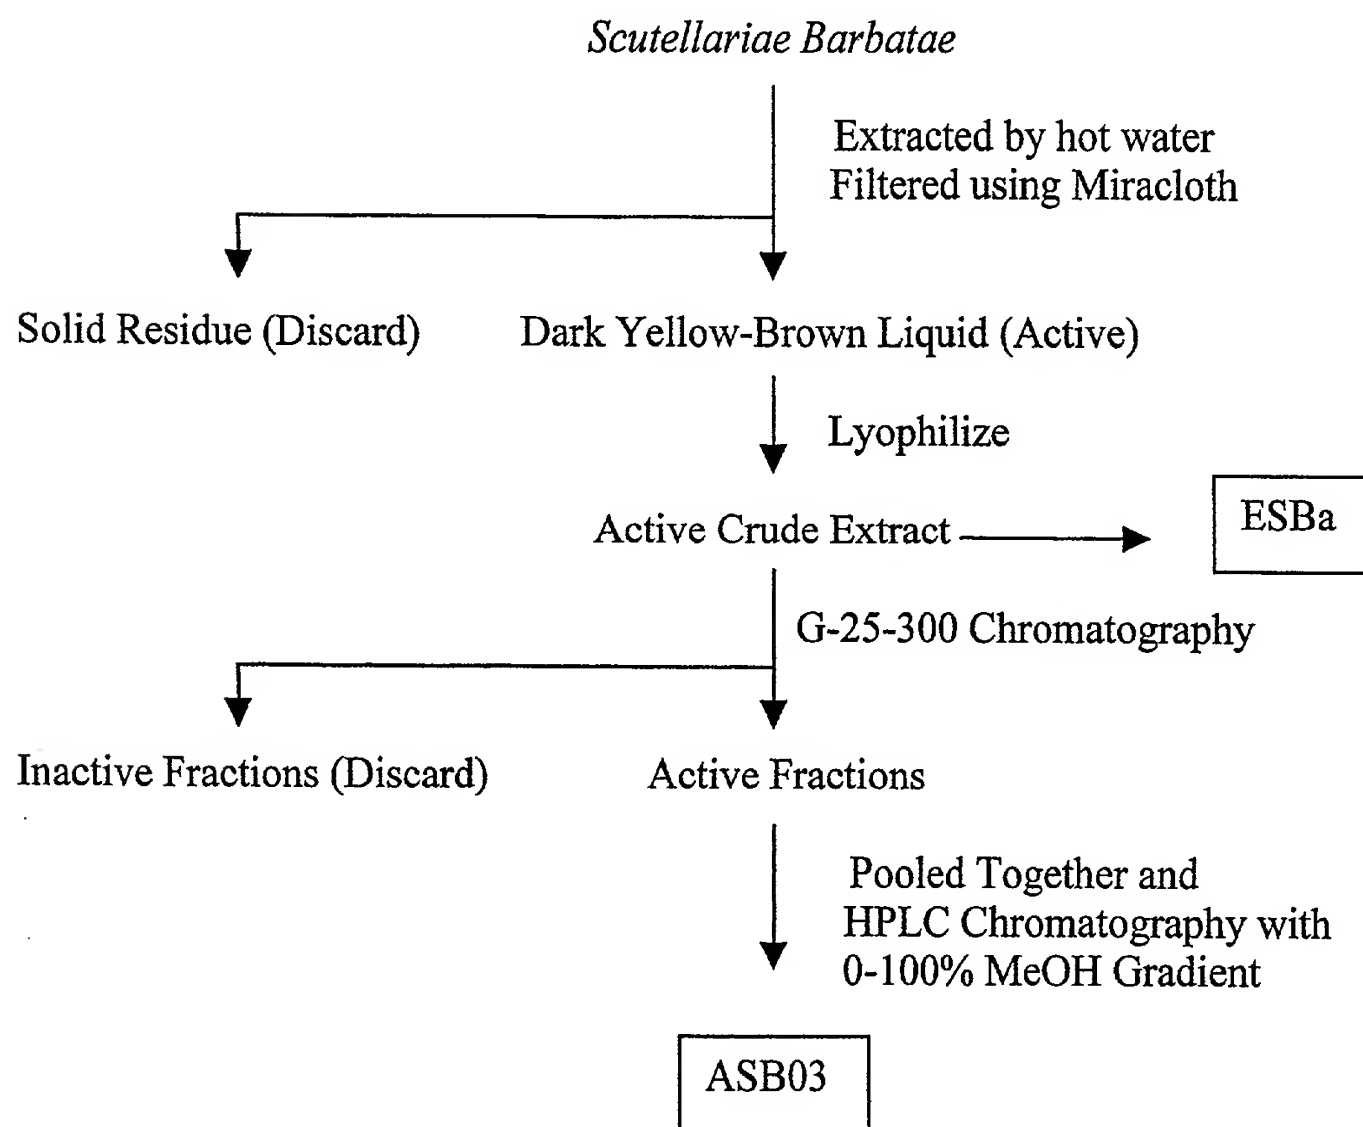 Scutellariae Barbatae
Extracted by hot water
Filtered using Miracloth
Solid Residue (Discard)
Dark Yellow-Brown Liquid (Active)
Lyophilize
Active Crude Extract
ESBa
G-25-300 Chromatography
Inactive Fractions (Discard)
Active Fractions
Pooled Together and
HPLC Chromatography with
0-100% MeOH Gradient
ASB03